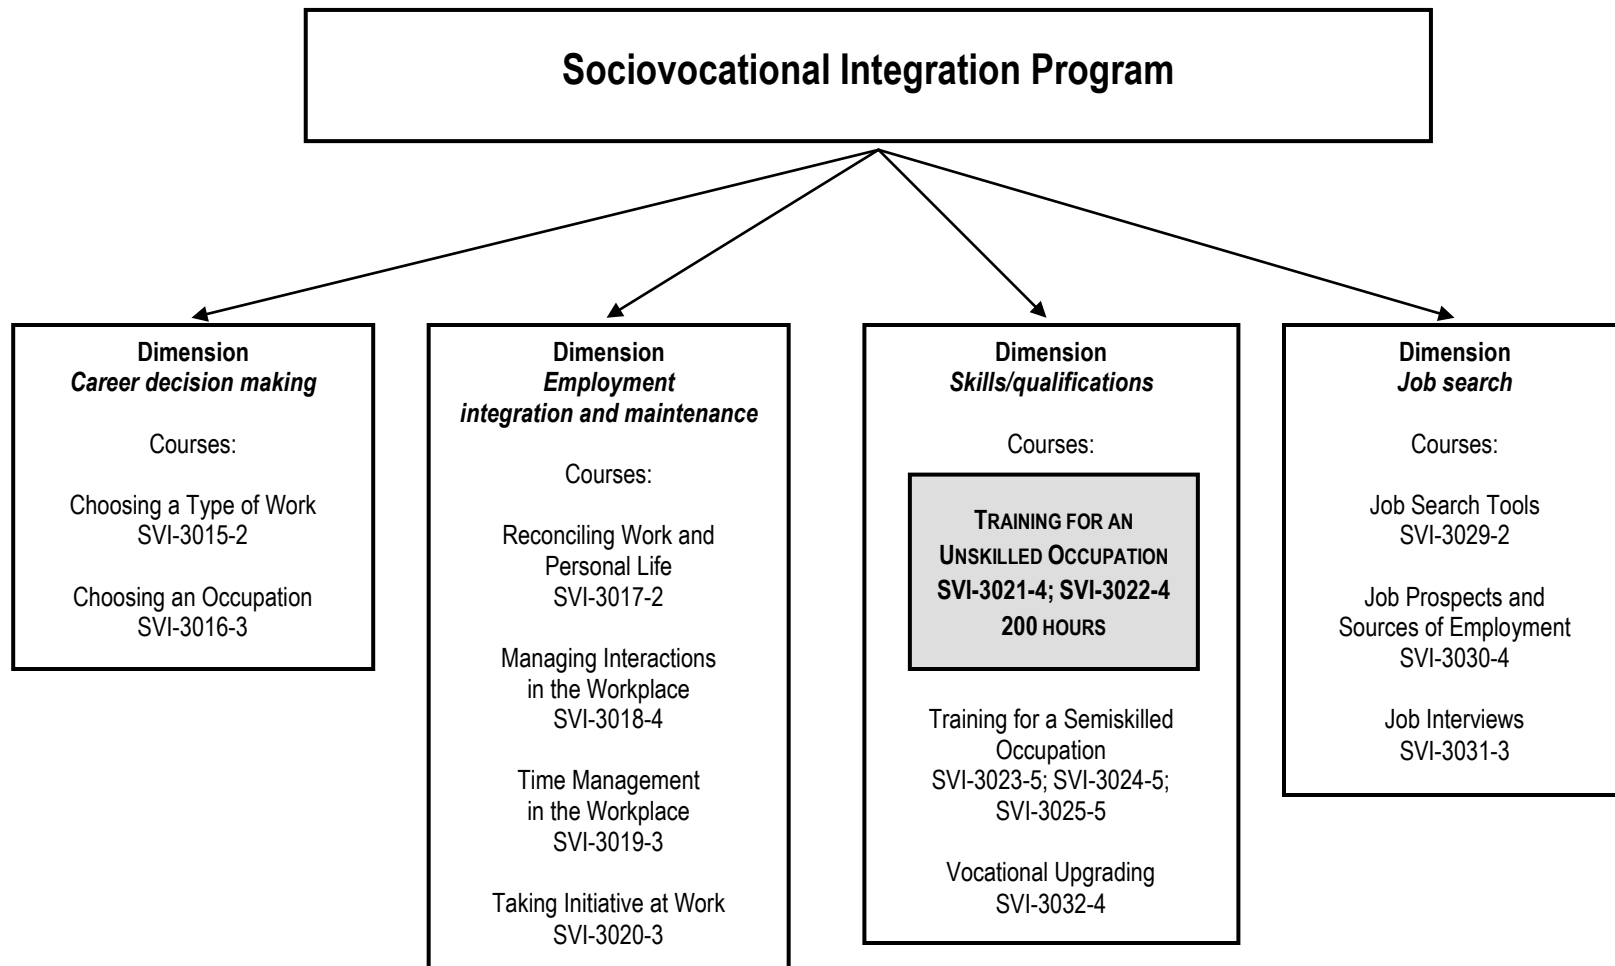 Sociovocational Integration Program
Dimension
Career decision making
Courses:
Choosing a Type of Work
SVI-3015-2
Choosing an Occupation
SVI-3016-3
Dimension
Employment
integration and maintenance
Courses:
Reconciling Work and
Personal Life
SVI-3017-2
Managing Interactions
in the Workplace
SVI-3018-4
Time Management
in the Workplace
SVI-3019-3
Taking Initiative at Work
SVI-3020-3
Dimension
Skills/qualifications
Courses:
TRAINING FOR AN
UNSKILLED OCCUPATION
SVI-3021-4; SVI-3022-4
200 HOURS
Training for a Semiskilled
Occupation
SVI-3023-5; SVI-3024-5;
SVI-3025-5
Vocational Upgrading
SVI-3032-4
Dimension
Job search
Courses:
Job Search Tools
SVI-3029-2
Job Prospects and
Sources of Employment
SVI-3030-4
Job Interviews
SVI-3031-3